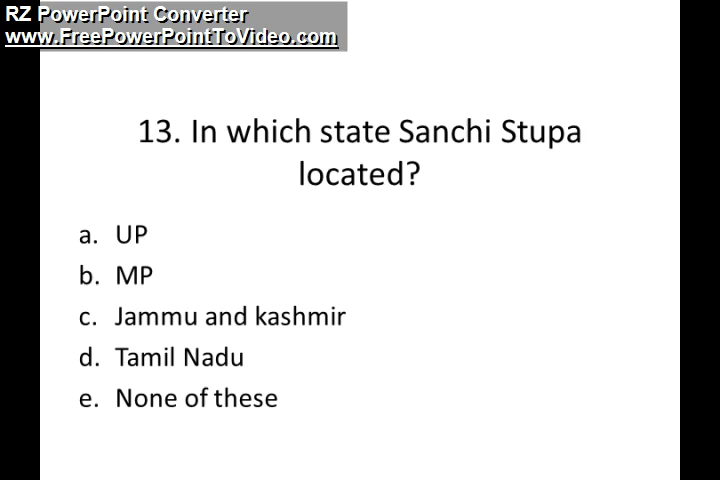 RZ PowerPoint Converter
www.FreePowerPointToVideo.com
13. In which state Sanchi Stupa
located?
a. UP
b. MP
c. Jammu and kashmir
d. Tamil Nadu
e. None of these